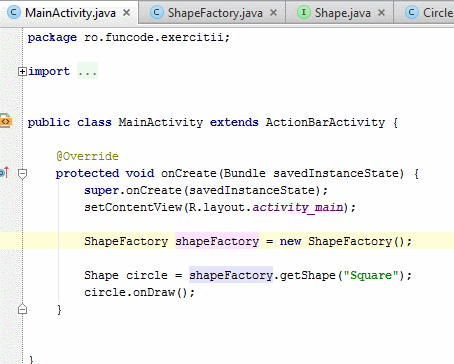 MainActivity.java × ShapeFactory.java × Shape.java × Circle
package ro.funcode.exercitii;
import ...
public class MainActivity extends ActionBarActivity {
@Override
protected void onCreate(Bundle savedInstanceState) {
super.onCreate(savedInstanceState);
setContentView(R.layout.activity_main);
ShapeFactory shapeFactory = new ShapeFactory();
Shape circle = shapeFactory.getShape("Square");
circle.onDraw();
}
}